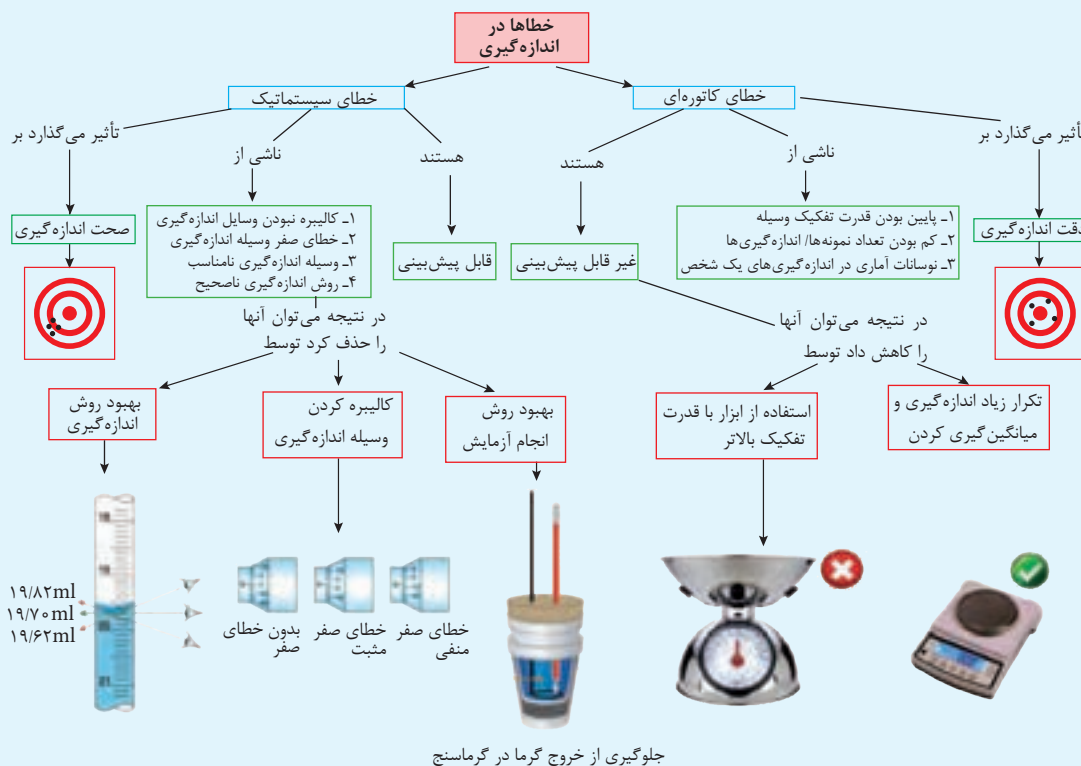 خطاها در
اندازه‌گیری
خطای کاتوره‌ای
خطای سیستماتیک
تأثیر می‌گذارد بر
ناشی از
هستند
هستند
ناشی از
تأثیر می‌گذارد بر
دقت اندازه‌گیری
۱ـ پایین بودن قدرت تفکیک وسیله
۲ـ کم بودن تعداد نمونه‌ها/ اندازه‌گیری‌ها
۳ـ نوسانات آماری در اندازه‌گیری‌های یک شخص
غیر قابل پیش‌بینی
قابل پیش‌بینی
۱ـ کالیبره نبودن وسایل اندازه‌گیری
۲ـ خطای صفر وسیله اندازه‌گیری
۳ـ وسیله اندازه‌گیری نامناسب
۴ـ روش اندازه‌گیری ناصحیح
صحت اندازه‌گیری
در نتیجه می‌توان آنها
را کاهش داد توسط
در نتیجه می‌توان آنها
را حذف کرد توسط
تکرار زیاد اندازه‌گیری و
میانگین‌گیری کردن
استفاده از ابزار با قدرت
تفکیک بالاتر
بهبود روش
انجام آزمایش
کالیبره کردن
وسیله اندازه‌گیری
بهبود روش
اندازه‌گیری
۱۹/۸۲ml
۱۹/۷۰ml
۱۹/۶۲ml
خطای صفر
منفی
خطای صفر
مثبت
بدون خطای
صفر
جلوگیری از خروج گرما در گرماسنج